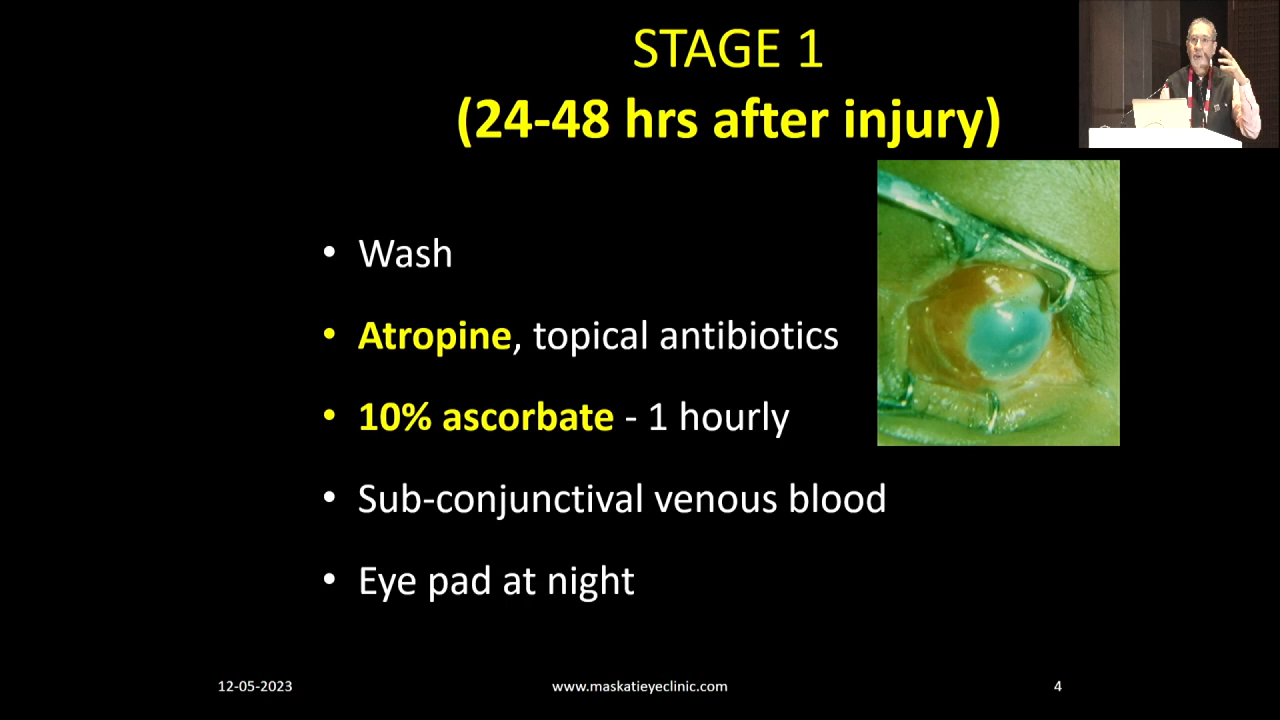 STAGE 1
(24-48 hrs after injury)
• Wash
• Atropine, topical antibiotics
• 10% ascorbate - 1 hourly
• Sub-conjunctival venous blood
• Eye pad at night
12-05-2023
www.maskatieyeclinic.com
4